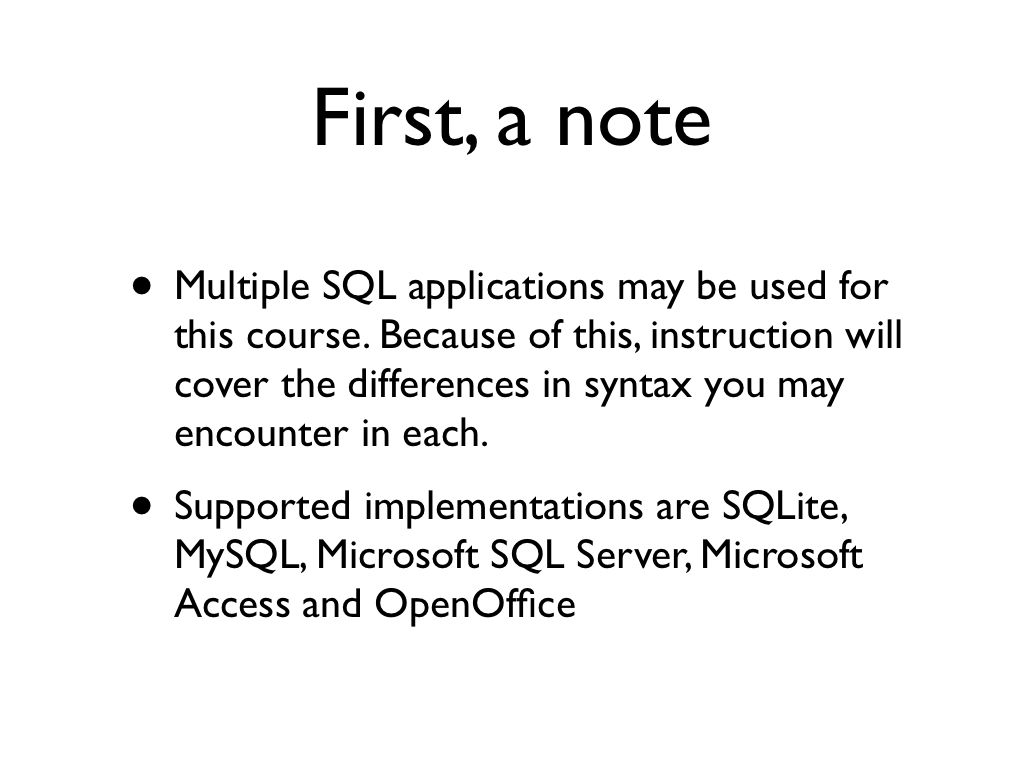 First, a note
• Multiple SQL applications may be used for
this course. Because of this, instruction will
cover the differences in syntax you may
encounter in each.
• Supported implementations are SQLite,
MySQL, Microsoft SQL Server, Microsoft
Access and OpenOffice